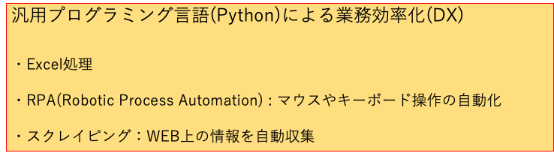 汎用プログラミング言語(Python)による業務効率化(DX)
・Excel処理
・RPA(Robotic Process Automation) : マウスやキーボード操作の自動化
・スクレイピング：WEB上の情報を自動収集